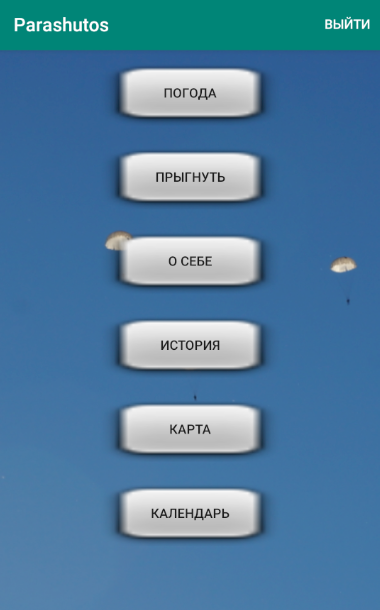 Parashutos ВЫЙТИ
ПОГОДА
ПРЫГНУТЬ
О СЕБЕ
ИСТОРИЯ
КАРТА
КАЛЕНДАРЬ